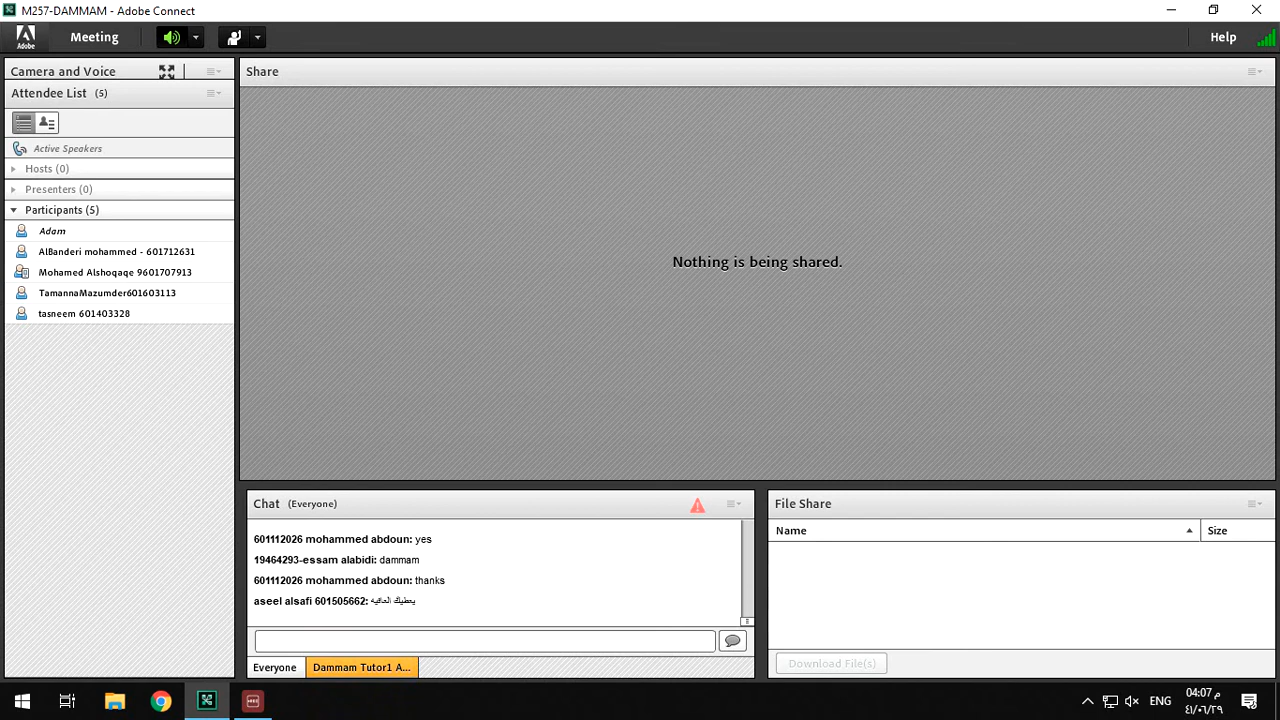 M257-DAMMAM - Adobe Connect
Adobe
Meeting
Help
Camera and Voice
Attendee List (5)
Active Speakers
Hosts (0)
Presenters (0)
Participants (5)
Adam
AlBanderi mohammed - 601712631
Mohamed Alshoqaqe 9601707913
TamannaMazumder601603113
tasneem 601403328
Share
Nothing is being shared.
Chat (Everyone)
601112026 mohammed abdoun: yes
19464293-essam alabidi: dammam
601112026 mohammed abdoun: thanks
aseel alsafi 601505662: يعطيك العافيه
Everyone
Dammam Tutor1 A...
File Share
Name
Size
Download File(s)
ENG
04:07 م
٤١/٠٦/٢٩